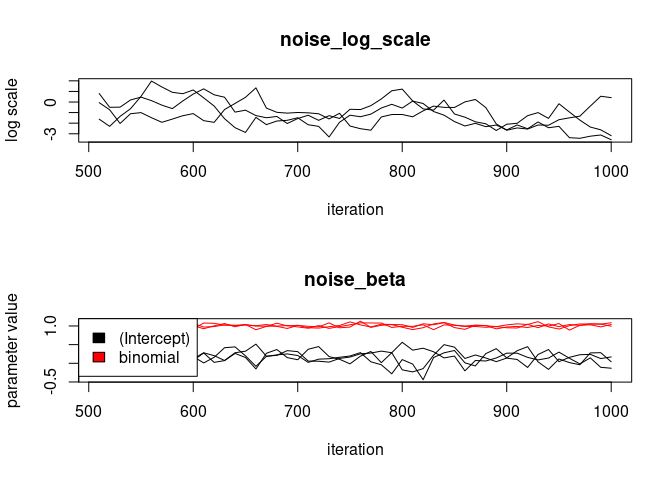 noise_log_scale
log scale
0
-3
500
600
700
800
900
1000
iteration
noise_beta
parameter value
1.0
-0.5
(Intercept)
binomial
500
600
700
800
900
1000
iteration